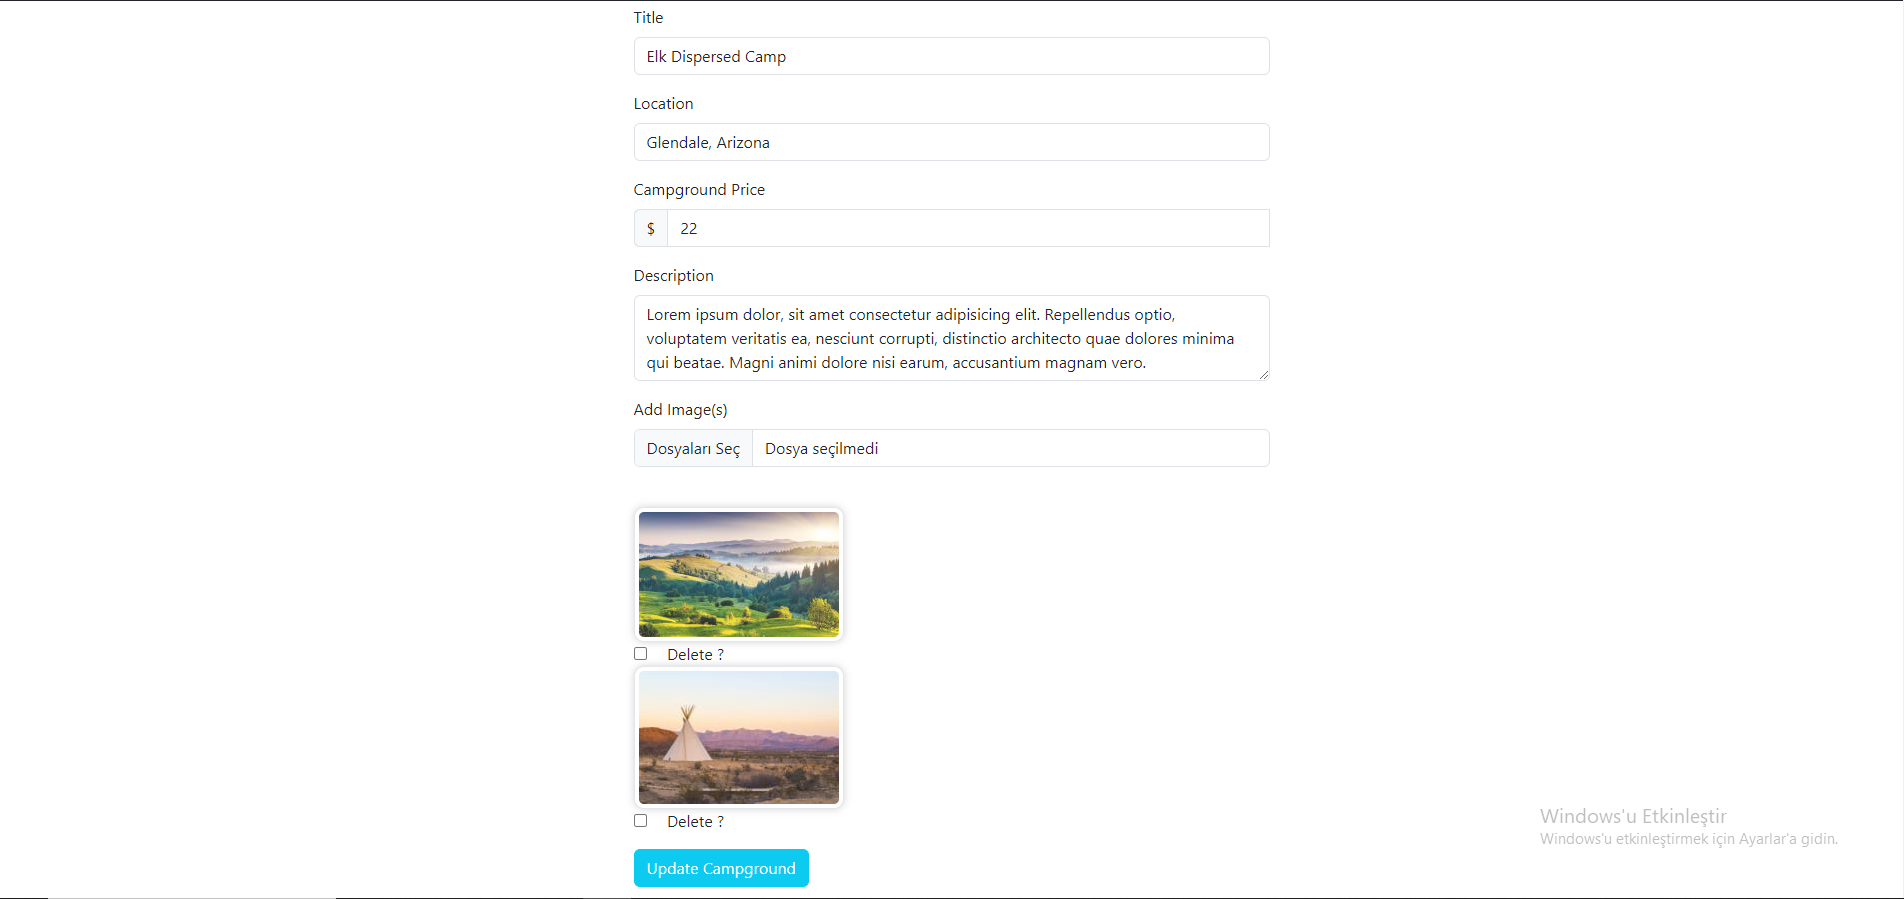 Title
Elk Dispersed Camp
Location
Glendale, Arizona
Campground Price
$ 22
Description
Lorem ipsum dolor, sit amet consectetur adipisicing elit. Repellendus optio,
voluptatem veritatis ea, nesciunt corrupti, distinctio architecto quae dolores minima
qui beatae. Magni animi dolore nisi earum, accusantium magnam vero.
Add Image(s)
Dosyaları Seç Dosya seçilmedi
Delete ?
Delete ?
Update Campground
Windows'u Etkinleştir
Windows'u etkinleştirmek için Ayarlar'a gidin.